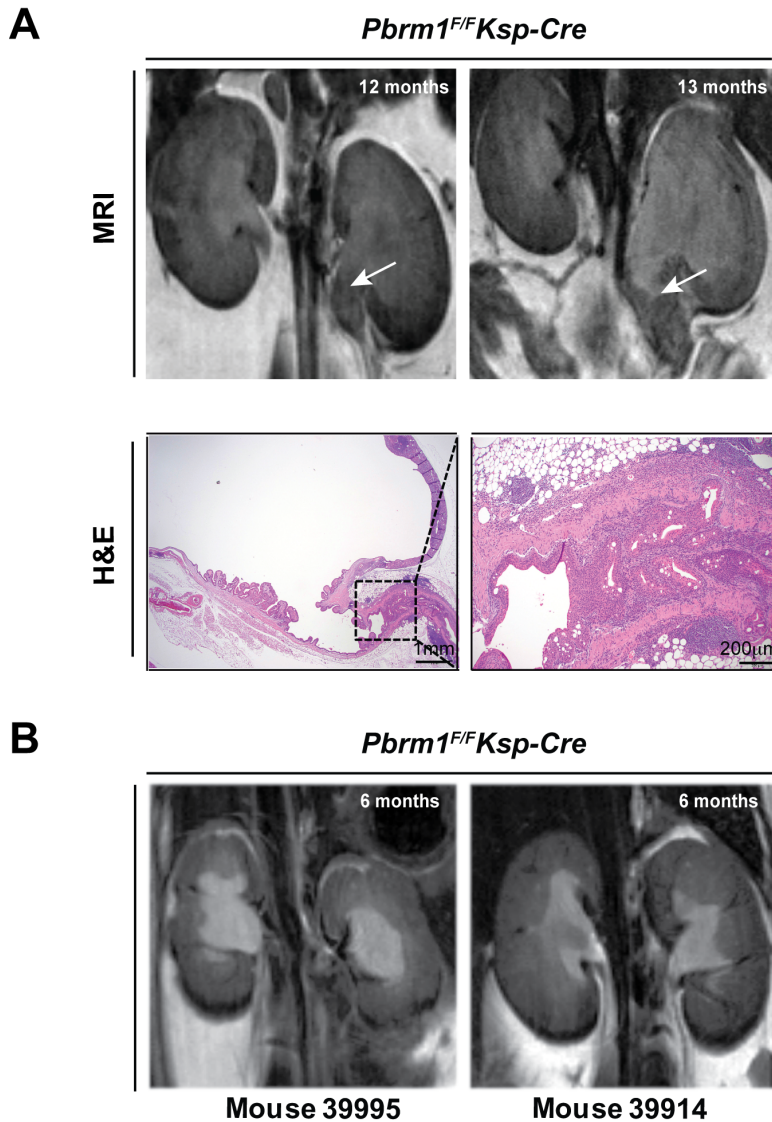 A
Pbrm1F/FKsp-Cre
MRI
12 months
13 months
H&E
1mm
200μm
B
Pbrm1F/FKsp-Cre
6 months
6 months
Mouse 39995
Mouse 39914